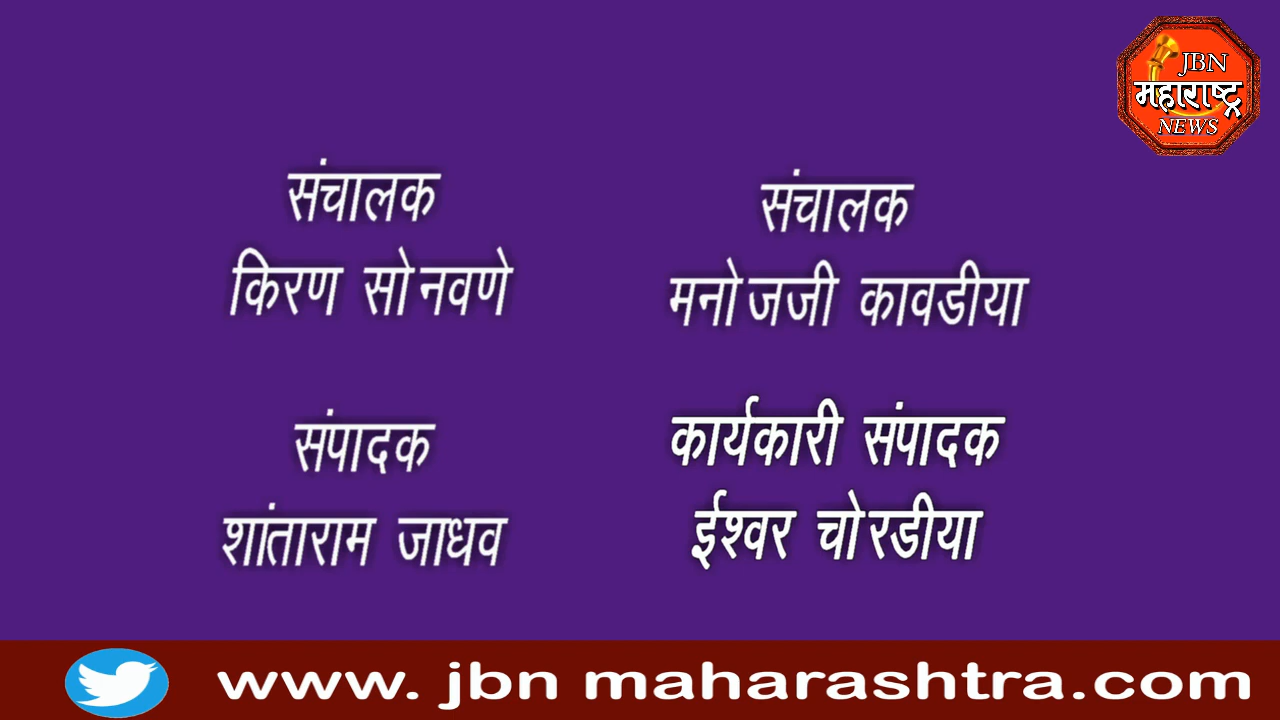 JBN
महाराष्ट्र
NEWS
संचालक
किरण सोनवणे
संचालक
मनोजजी कावडीया
संपादक
शांताराम जाधव
कार्यकारी संपादक
ईश्वर चोरडीया
www. jbn maharashtra.com